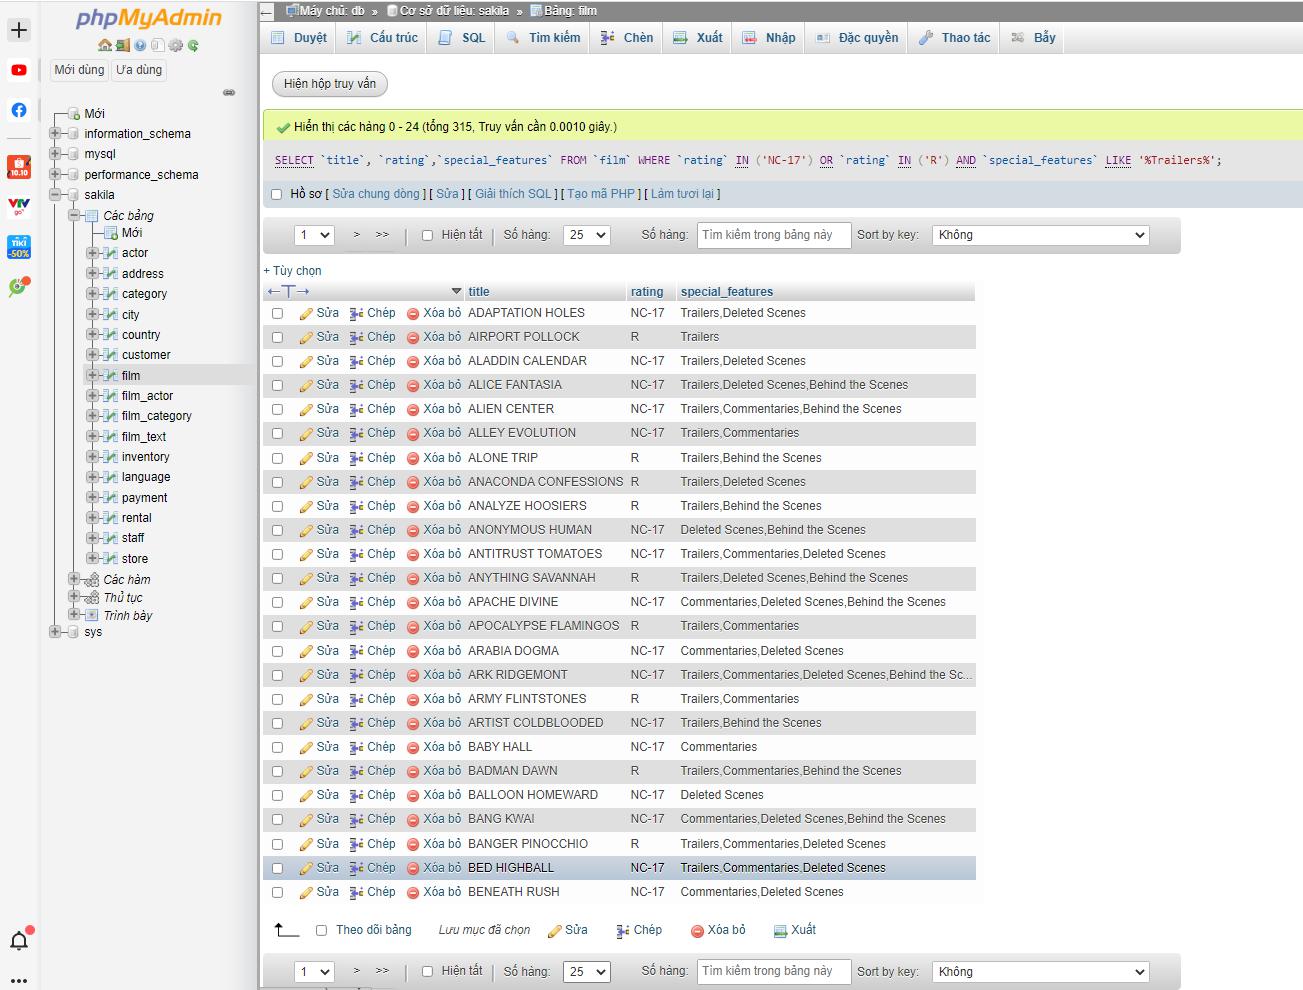 phpMyAdmin
Mới dùng Ưa dùng
Mới
information_schema
mysql
performance_schema
sakila
Các bảng
Mới
actor
address
category
city
country
customer
film
film_actor
film_category
film_text
inventory
language
payment
rental
staff
store
Các hàm
Thủ tục
Trình bày
sys
10.10
VTV
go
TIKI
-50%
Máy chủ: db » Cơ sở dữ liệu: sakila » Bảng: film
Duyệt Cấu trúc SQL Tìm kiếm Chèn Xuất Nhập Đặc quyền Thao tác Bẫy
Hiện hộp truy vấn
Hiển thị các hàng 0 - 24 (tổng 315, Truy vấn cần 0.0010 giây.)
SELECT `title`, `rating`,`special_features` FROM `film` WHERE `rating` IN ('NC-17') OR `rating` IN ('R') AND `special_features` LIKE '%Trailers%';
Hồ sơ [ Sửa chung dòng ] [ Sửa ] [ Giải thích SQL ] [ Tạo mã PHP ] [ Làm tươi lại ]
1 > >> | Hiện tất | Số hàng: 25 Số hàng: Tìm kiếm trong bảng này Sort by key: Không
+ Tùy chọn
←T→ title rating special_features
Sửa Chép Xóa bỏ ADAPTATION HOLES NC-17 Trailers,Deleted Scenes
Sửa Chép Xóa bỏ AIRPORT POLLOCK R Trailers
Sửa Chép Xóa bỏ ALADDIN CALENDAR NC-17 Trailers,Deleted Scenes
Sửa Chép Xóa bỏ ALICE FANTASIA NC-17 Trailers,Deleted Scenes,Behind the Scenes
Sửa Chép Xóa bỏ ALIEN CENTER NC-17 Trailers,Commentaries,Behind the Scenes
Sửa Chép Xóa bỏ ALLEY EVOLUTION NC-17 Trailers,Commentaries
Sửa Chép Xóa bỏ ALONE TRIP R Trailers,Behind the Scenes
Sửa Chép Xóa bỏ ANACONDA CONFESSIONS R Trailers,Deleted Scenes
Sửa Chép Xóa bỏ ANALYZE HOOSIERS R Trailers,Behind the Scenes
Sửa Chép Xóa bỏ ANONYMOUS HUMAN NC-17 Deleted Scenes,Behind the Scenes
Sửa Chép Xóa bỏ ANTITRUST TOMATOES NC-17 Trailers,Commentaries,Deleted Scenes
Sửa Chép Xóa bỏ ANYTHING SAVANNAH R Trailers,Deleted Scenes,Behind the Scenes
Sửa Chép Xóa bỏ APACHE DIVINE NC-17 Commentaries,Deleted Scenes,Behind the Scenes
Sửa Chép Xóa bỏ APOCALYPSE FLAMINGOS R Trailers,Commentaries
Sửa Chép Xóa bỏ ARABIA DOGMA NC-17 Commentaries,Deleted Scenes
Sửa Chép Xóa bỏ ARK RIDGEMONT NC-17 Trailers,Commentaries,Deleted Scenes,Behind the Sc...
Sửa Chép Xóa bỏ ARMY FLINTSTONES R Trailers,Commentaries
Sửa Chép Xóa bỏ ARTIST COLDBLOODED NC-17 Trailers,Behind the Scenes
Sửa Chép Xóa bỏ BABY HALL NC-17 Commentaries
Sửa Chép Xóa bỏ BADMAN DAWN R Trailers,Commentaries,Behind the Scenes
Sửa Chép Xóa bỏ BALLOON HOMEWARD NC-17 Deleted Scenes
Sửa Chép Xóa bỏ BANG KWAI NC-17 Commentaries,Deleted Scenes,Behind the Scenes
Sửa Chép Xóa bỏ BANGER PINOCCHIO R Trailers,Commentaries,Deleted Scenes
Sửa Chép Xóa bỏ BED HIGHBALL NC-17 Trailers,Commentaries,Deleted Scenes
Sửa Chép Xóa bỏ BENEATH RUSH NC-17 Commentaries,Deleted Scenes
Theo dõi bảng Lưu mục đã chọn Sửa Chép Xóa bỏ Xuất
1 > >> | Hiện tất | Số hàng: 25 Số hàng: Tìm kiếm trong bảng này Sort by key: Không